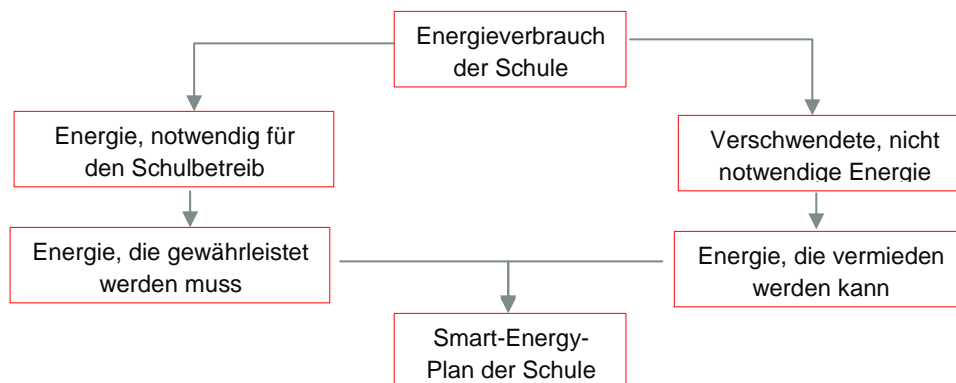 Energieverbrauch
der Schule
Energie, notwendig für
den Schulbetreib
Verschwendete, nicht
notwendige Energie
Energie, die gewährleistet
werden muss
Energie, die vermieden
werden kann
Smart-Energy-
Plan der Schule